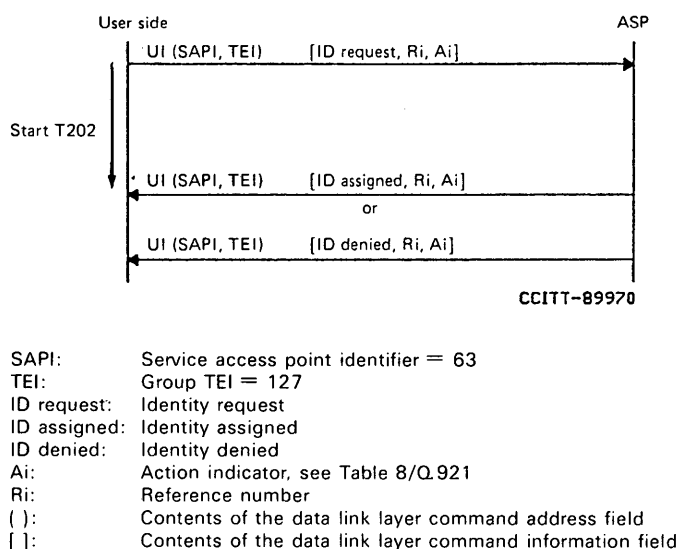 User side ASP
UI (SAPI, TEI) [ID request, Ri, Ai]
Start T202
UI (SAPI, TEI) [ID assigned, Ri, Ai]
or
UI (SAPI, TEI) [ID denied, Ri, Ai]
CCITT-89970
SAPI: Service access point identifier = 63
TEI: Group TEI = 127
ID request: Identity request
ID assigned: Identity assigned
ID denied: Identity denied
Ai: Action indicator, see Table 8/Q.921
Ri: Reference number
( ): Contents of the data link layer command address field
[ ]: Contents of the data link layer command information field